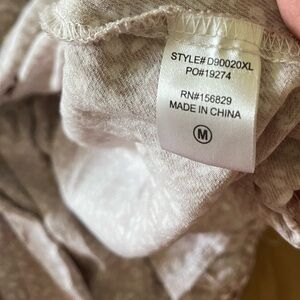 STYLE# D90020XL
PO#19274
RN#156829
MADE IN CHINA
M